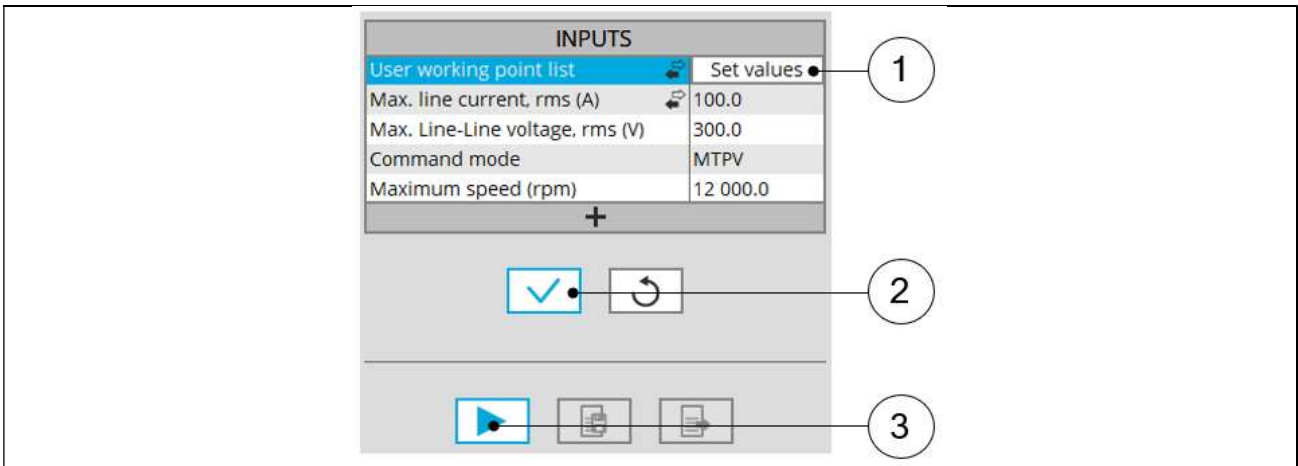 INPUTS
User working point list Set values
Max. line current, rms (A) 100.0
Max. Line-Line voltage, rms (V) 300.0
Command mode MTPV
Maximum speed (rpm) 12 000.0
+
1
2
3